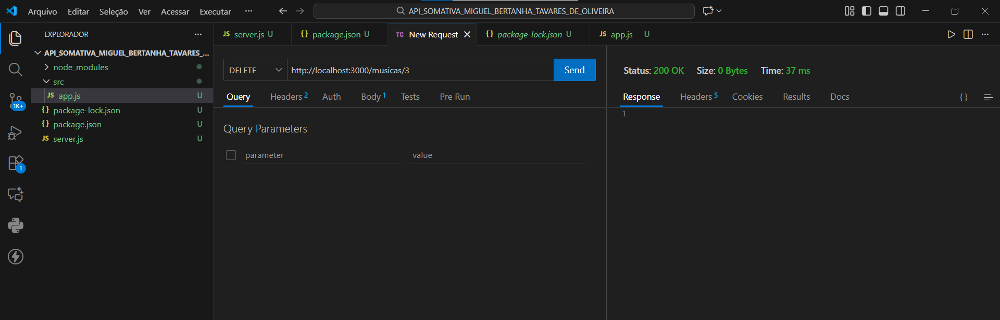 Arquivo Editar Seleção Ver Acessar Executar ··· API_SOMATIVA_MIGUEL_BERTANHA_TAVARES_DE_OLIVEIRA
EXPLORADOR ···
JS server.js U {} package.json U TC New Request {} package-lock.json U JS app.js U ···
API_SOMATIVA_MIGUEL_BERTANHA_TAVARES_...
node_modules
src
JS app.js U
{} package-lock.json U
{} package.json U
JS server.js U
1K+
1
DELETE http://localhost:3000/musicas/3 Send
Query Headers 2 Auth Body 1 Tests Pre Run
Query Parameters
parameter value
Status: 200 OK Size: 0 Bytes Time: 37 ms
Response Headers 5 Cookies Results Docs {}
1